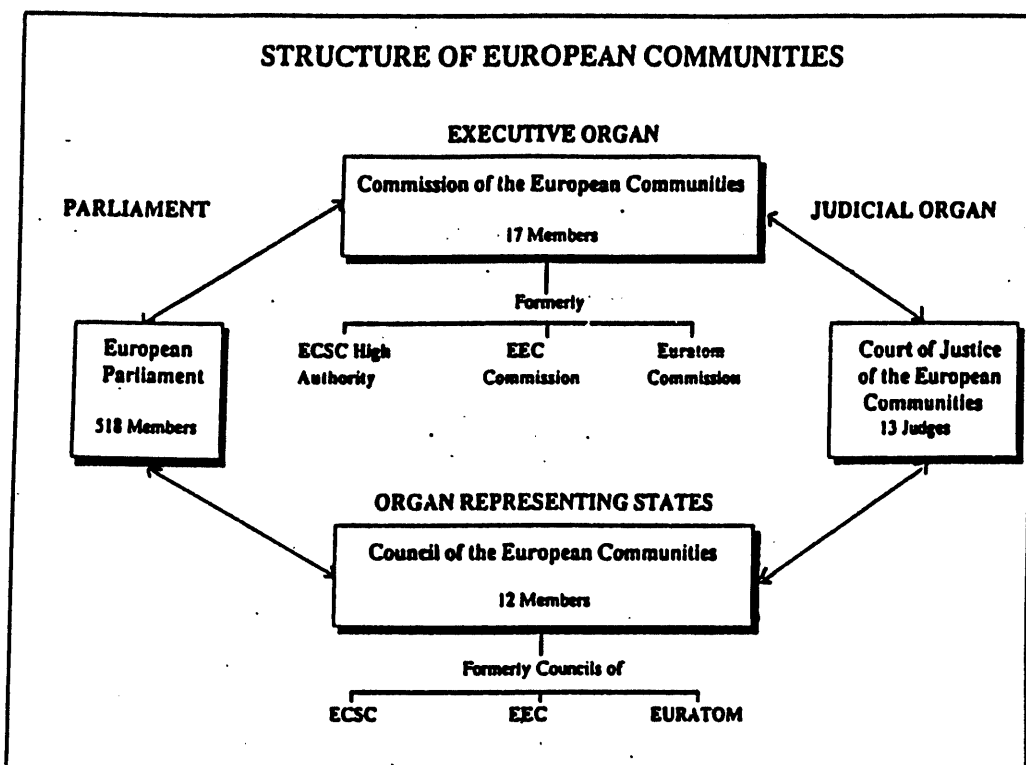 STRUCTURE OF EUROPEAN COMMUNITIES
EXECUTIVE ORGAN
Commission of the European Communities
17 Members
PARLIAMENT
JUDICIAL ORGAN
Formerly
ECSC High
Authority
EEC
Commission
Euratom
Commission
European
Parliament
518 Members
Court of Justice
of the European
Communities
13 Judges
ORGAN REPRESENTING STATES
Council of the European Communities
12 Members
Formerly Councils of
ECSC
EEC
EURATOM